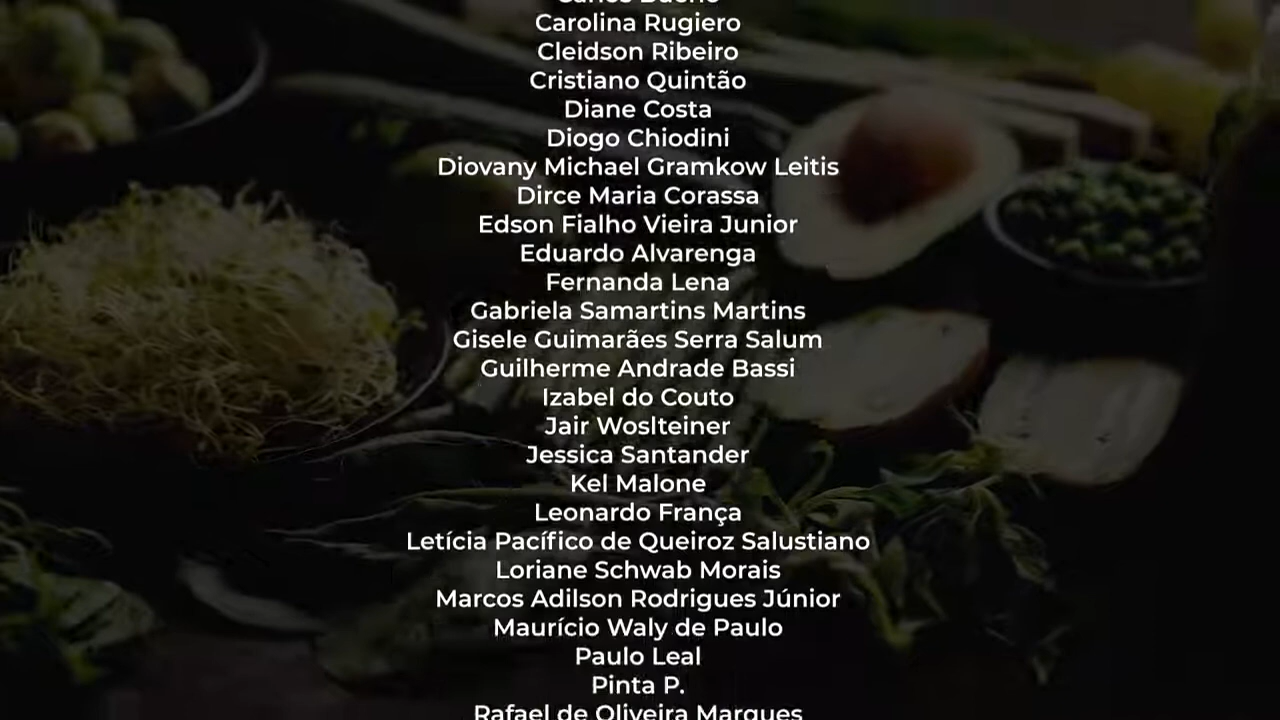 Carolina Rugiero
Cleidson Ribeiro
Cristiano Quintão
Diane Costa
Diogo Chiodini
Diovany Michael Gramkow Leitis
Dirce Maria Corassa
Edson Fialho Vieira Junior
Eduardo Alvarenga
Fernanda Lena
Gabriela Samartins Martins
Gisele Guimarães Serra Salum
Guilherme Andrade Bassi
Izabel do Couto
Jair Woslteiner
Jessica Santander
Kel Malone
Leonardo França
Letícia Pacífico de Queiroz Salustiano
Loriane Schwab Morais
Marcos Adilson Rodrigues Júnior
Maurício Waly de Paulo
Paulo Leal
Pinta P.
Rafael de Oliveira Marques